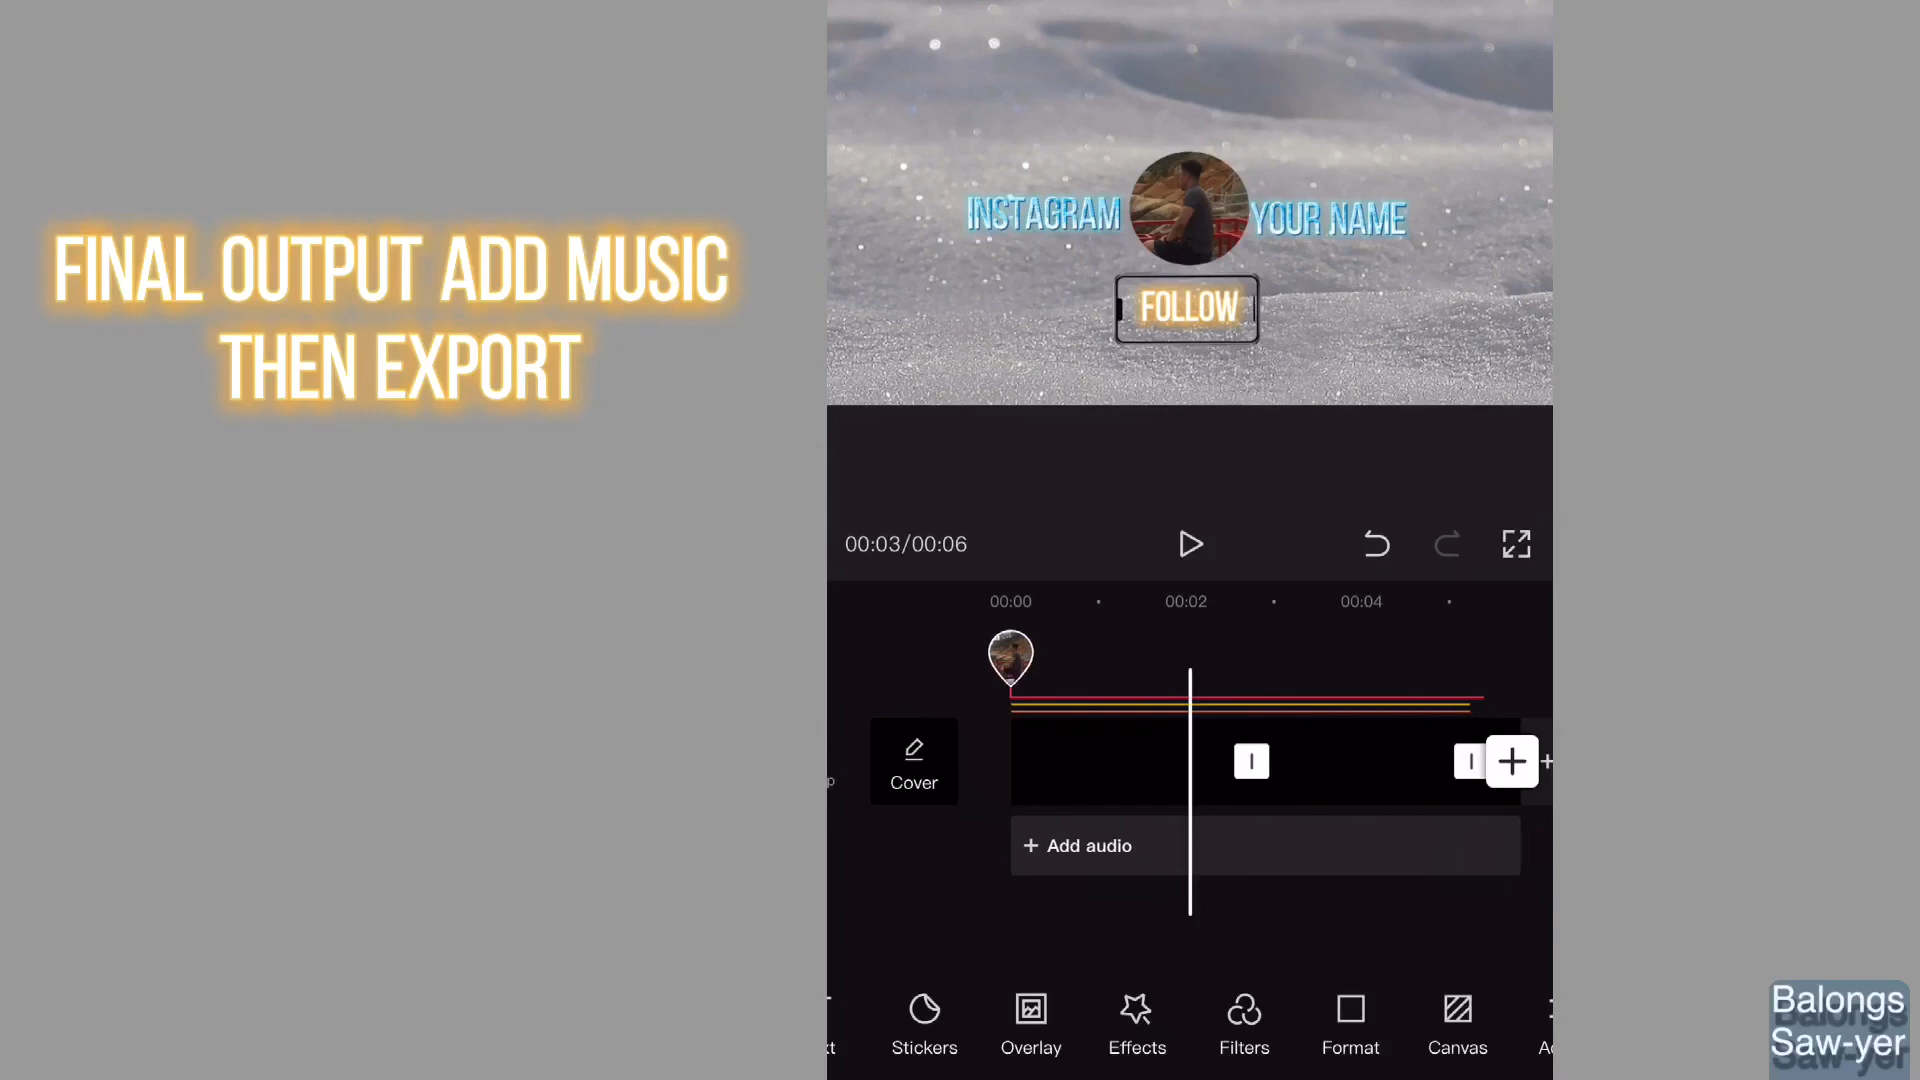 FINAL OUTPUT ADD MUSIC
THEN EXPORT
INSTAGRAM
YOUR NAME
FOLLOW
00:03/00:06
00:00
00:02
00:04
Cover
+ Add audio
Stickers
Overlay
Effects
Filters
Format
Canvas
Balongs
Saw-yer